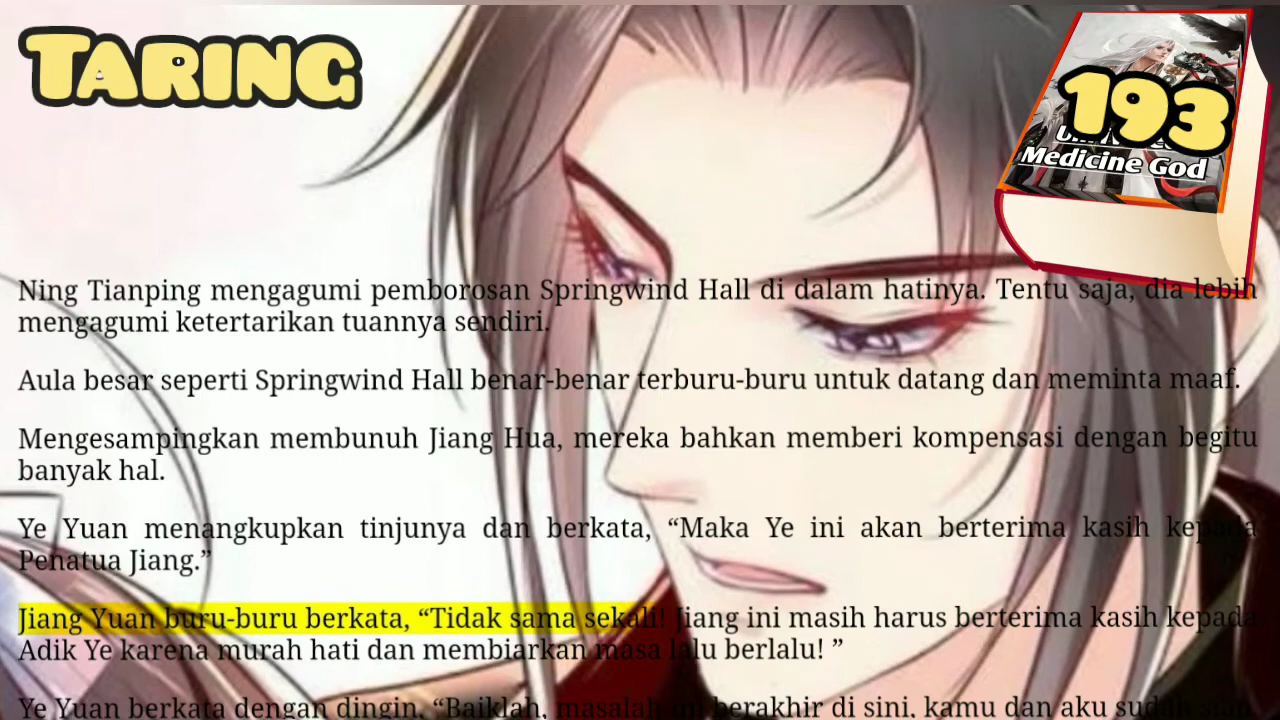 TARING
193
Medicine God
Ning Tianping mengagumi pemborosan Springwind Hall di dalam hatinya. Tentu saja, dia lebih
mengagumi ketertarikan tuannya sendiri.
Aula besar seperti Springwind Hall benar-benar terburu-buru untuk datang dan meminta maaf.
Mengesampingkan membunuh Jiang Hua, mereka bahkan memberi kompensasi dengan begitu
banyak hal.
Ye Yuan menangkupkan tinjunya dan berkata, “Maka Ye ini akan berterima kasih kepada
Penatua Jiang.”
Jiang Yuan buru-buru berkata, “Tidak sama sekali! Jiang ini masih harus berterima kasih kepada
Adik Ye karena murah hati dan membiarkan masa lalu berlalu! ”
Ye Yuan berkata dengan dingin, “Baiklah, masalah ini berakhir di sini, kamu dan aku sudah